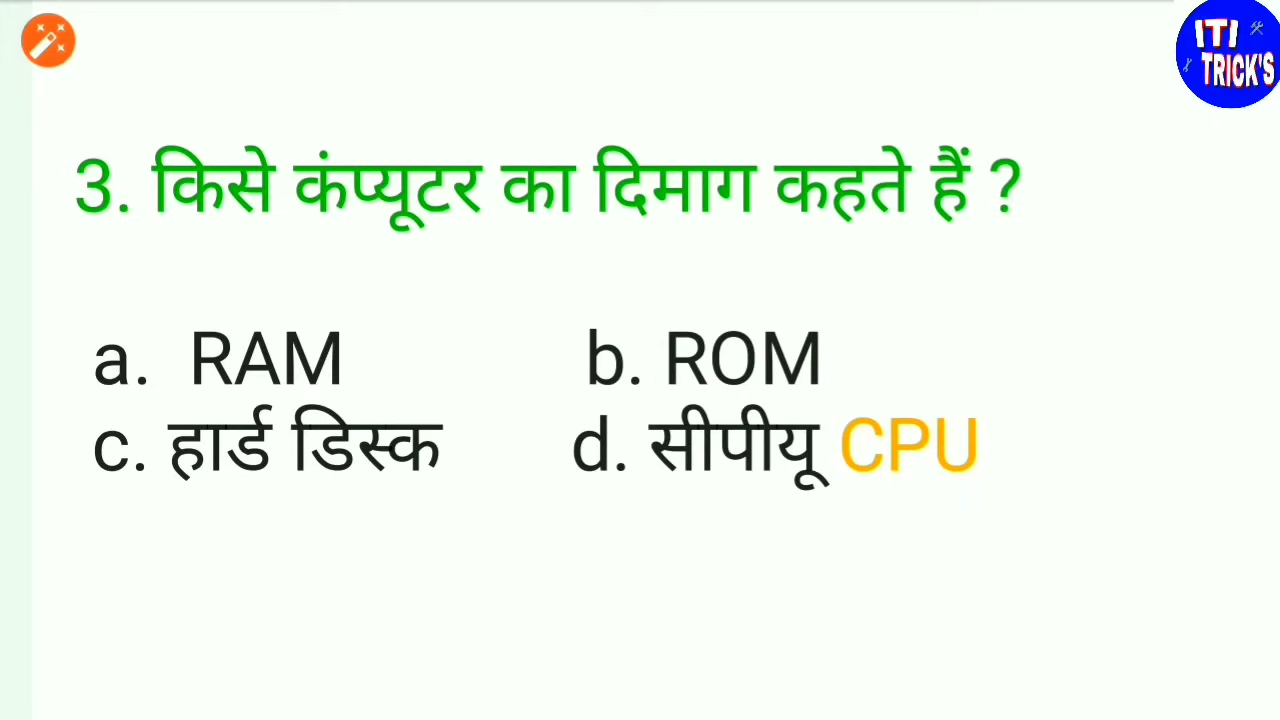 ITI
TRICK'S
3. किसे कंप्यूटर का दिमाग कहते हैं ?
a. RAM b. ROM
c. हार्ड डिस्क d. सीपीयू CPU